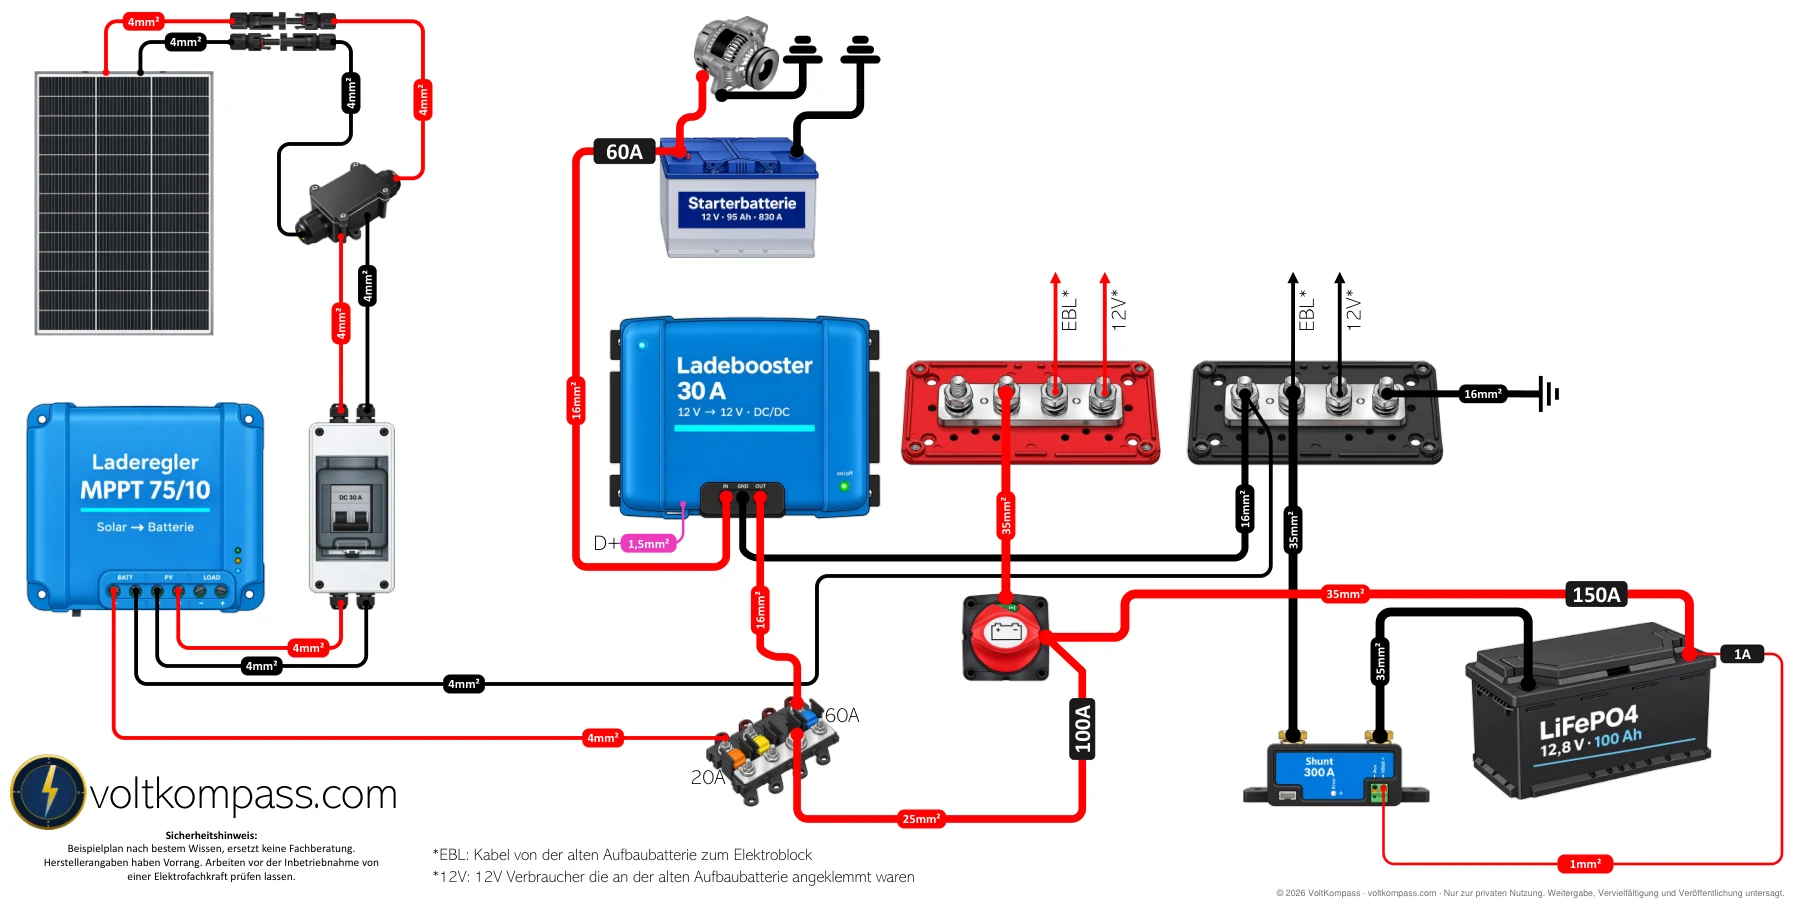 4mm²
4mm²
4mm²
4mm²
4mm²
4mm²
60A
Starterbatterie
12 V · 95 Ah · 830 A
EBL*
12V*
EBL*
12V*
16mm²
16mm²
Ladebooster
30 A
12 V → 12 V · DC/DC
on/off
IN GND OUT
D+
1,5mm²
16mm²
35mm²
16mm²
35mm²
Laderegler
MPPT 75/10
Solar → Batterie
BATT PV LOAD
- +
DC 30 A
4mm²
4mm²
4mm²
4mm²
35mm²
150A
35mm²
1A
LiFePO4
12,8 V · 100 Ah
Shunt
300 A
100A
60A
20A
25mm²
1mm²
voltkompass.com
Sicherheitshinweis:
Beispielplan nach bestem Wissen, ersetzt keine Fachberatung.
Herstellerangaben haben Vorrang. Arbeiten vor der Inbetriebnahme von
einer Elektrofachkraft prüfen lassen.
*EBL: Kabel von der alten Aufbaubatterie zum Elektroblock
*12V: 12V Verbraucher die an der alten Aufbaubatterie angeklemmt waren
© 2026 VoltKompass · voltkompass.com · Nur zur privaten Nutzung. Weitergabe, Vervielfältigung und Veröffentlichung untersagt.